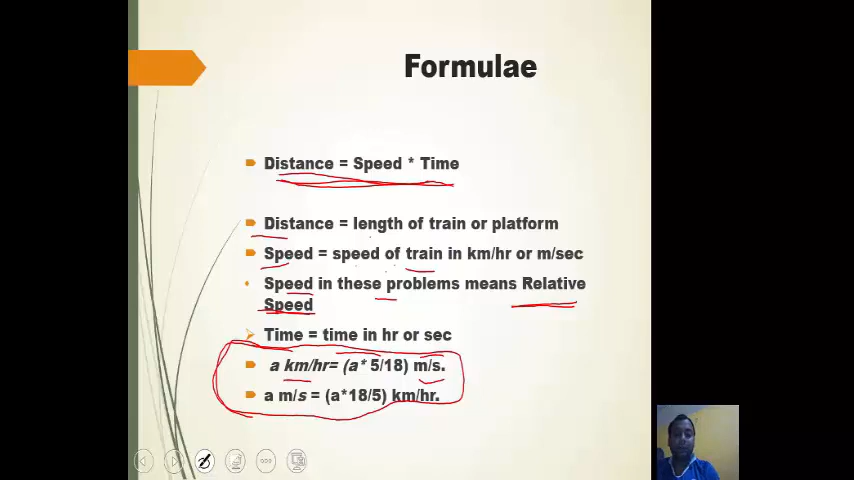 Formulae
Distance = Speed * Time
Distance = length of train or platform
Speed = speed of train in km/hr or m/sec
Speed in these problems means Relative
Speed
Time = time in hr or sec
a km/hr= (a* 5/18) m/s.
a m/s = (a*18/5) km/hr.